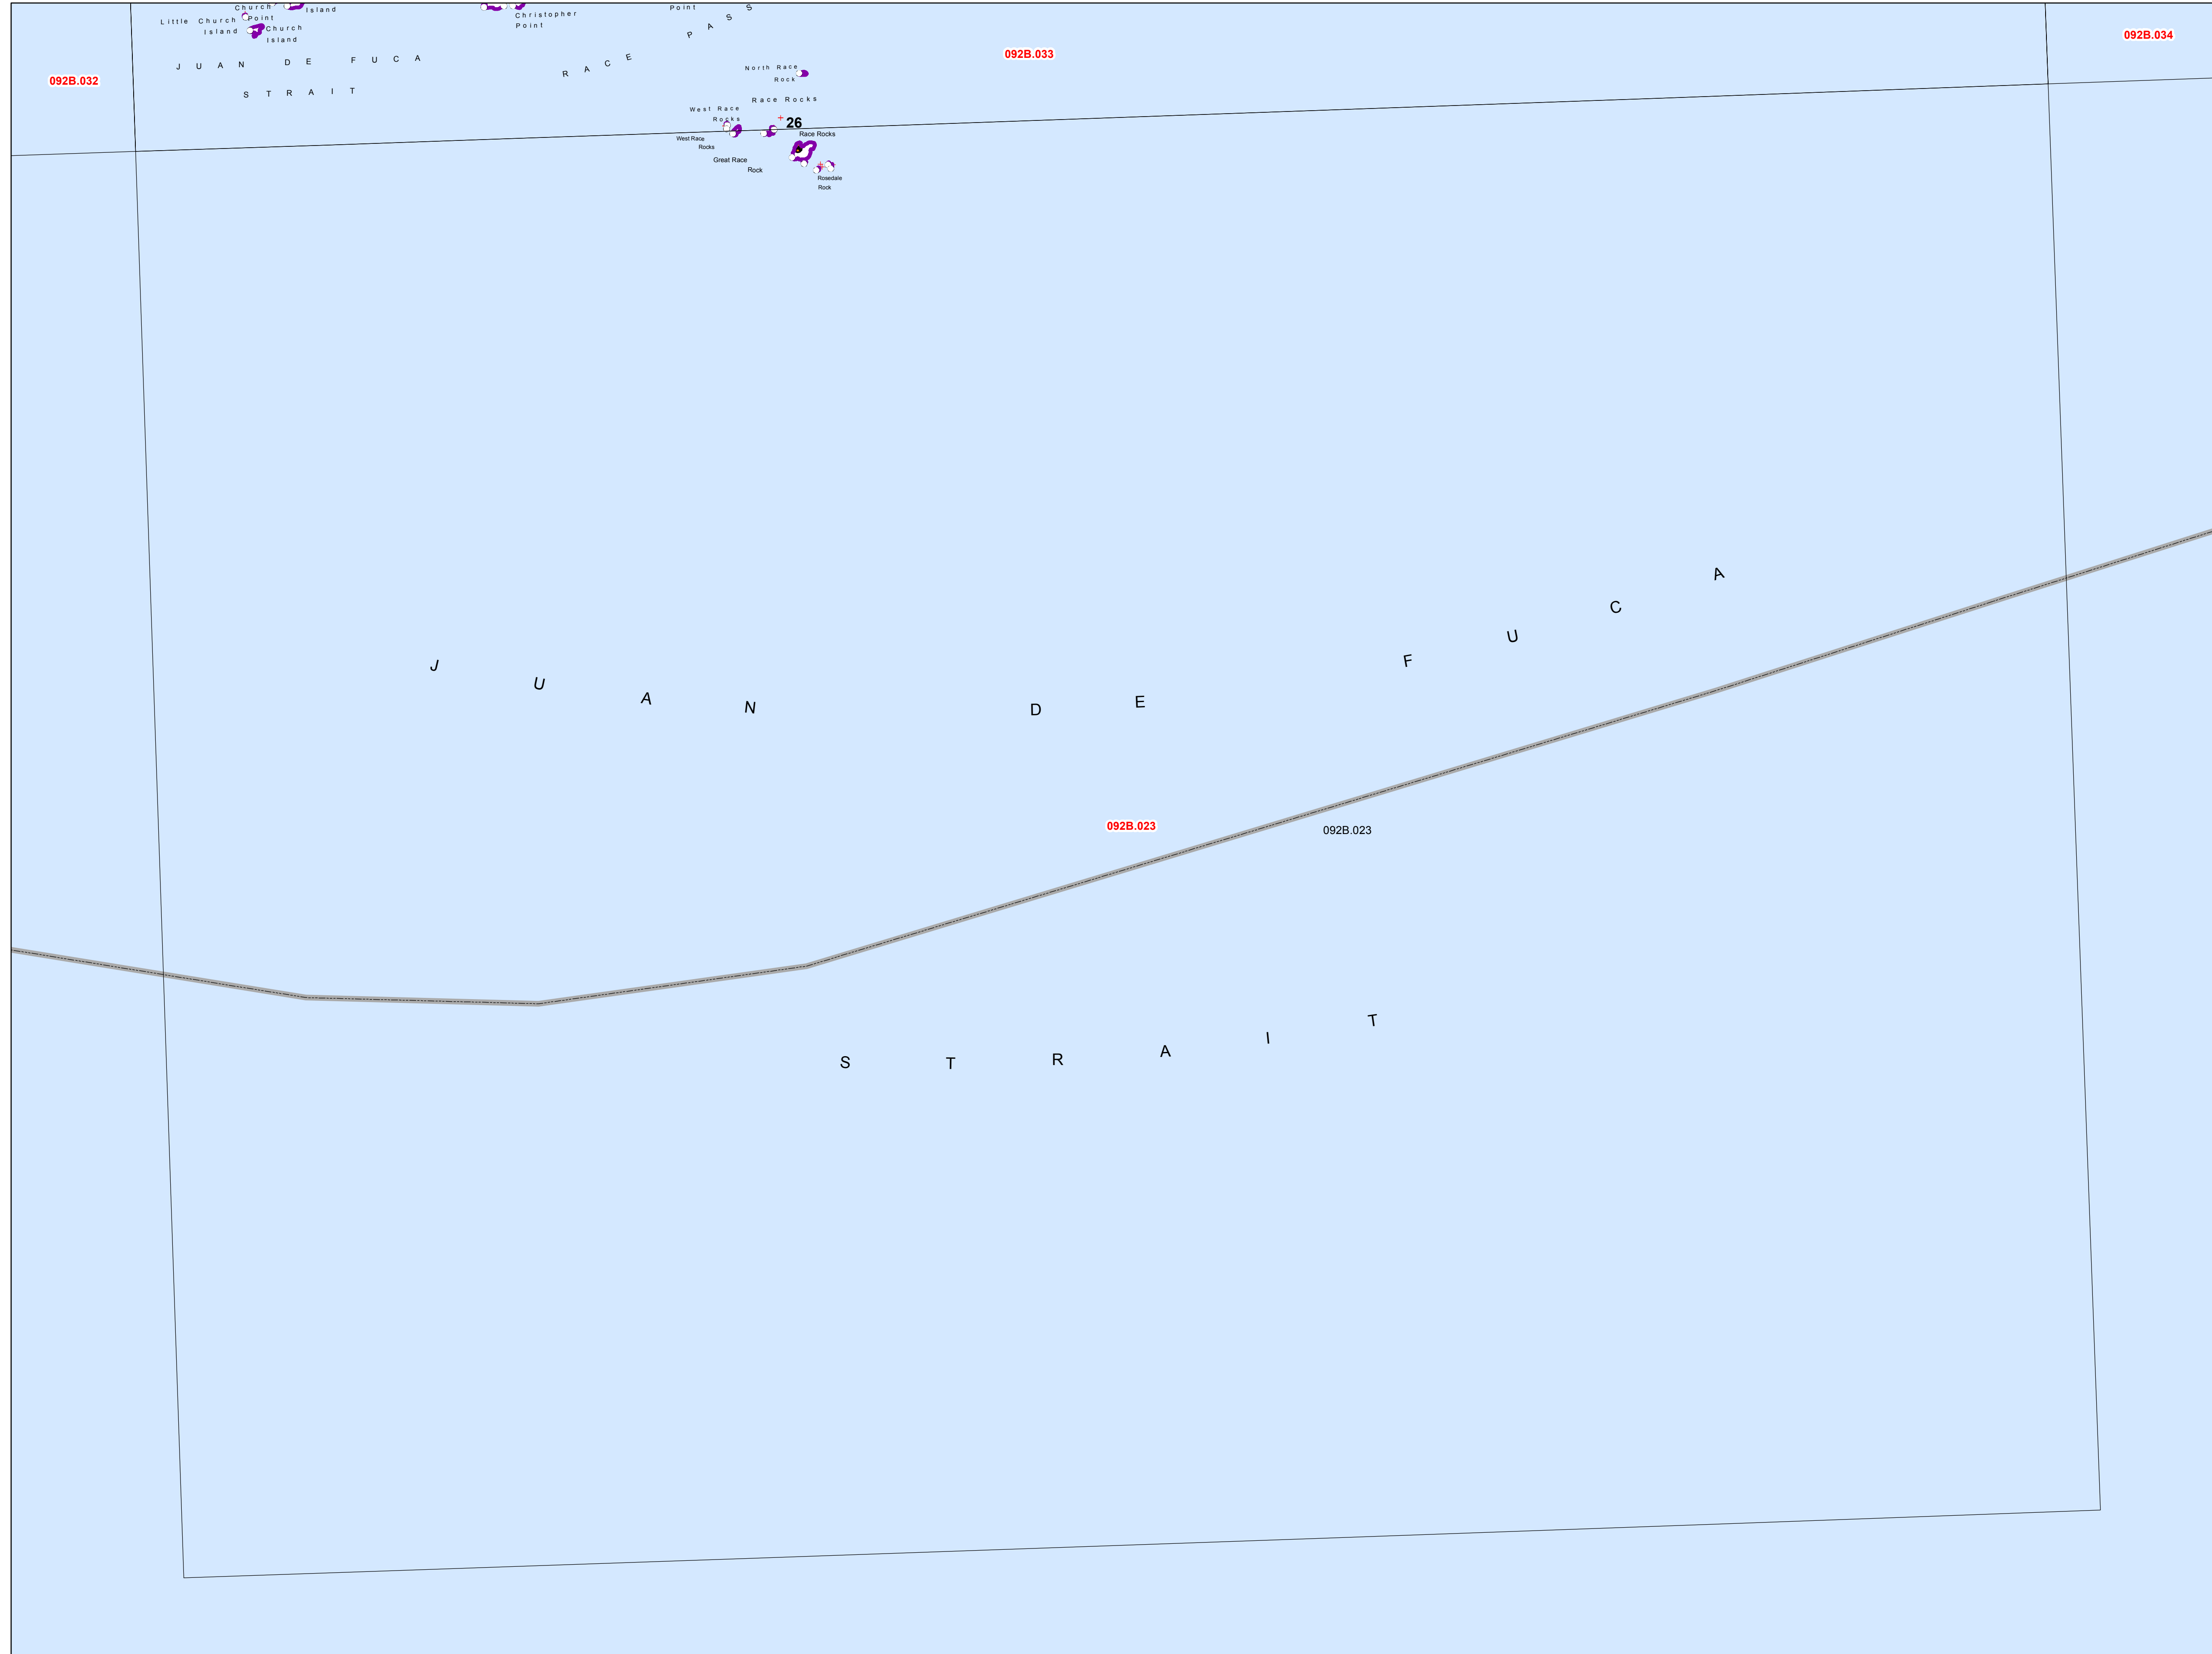 Church
Point
Island
Little Church
Island
Church
Island
Christopher
Point
Point
RACE PASS
JUAN DE FUCA
STRAIT
092B.032
092B.033
092B.034
North Race
Rock
Race Rocks
West Race
Rocks
26
West Race
Rocks
Race Rocks
Great Race
Rock
Rosedale
Rock
JUAN DE FUCA
092B.023
092B.023
STRAIT